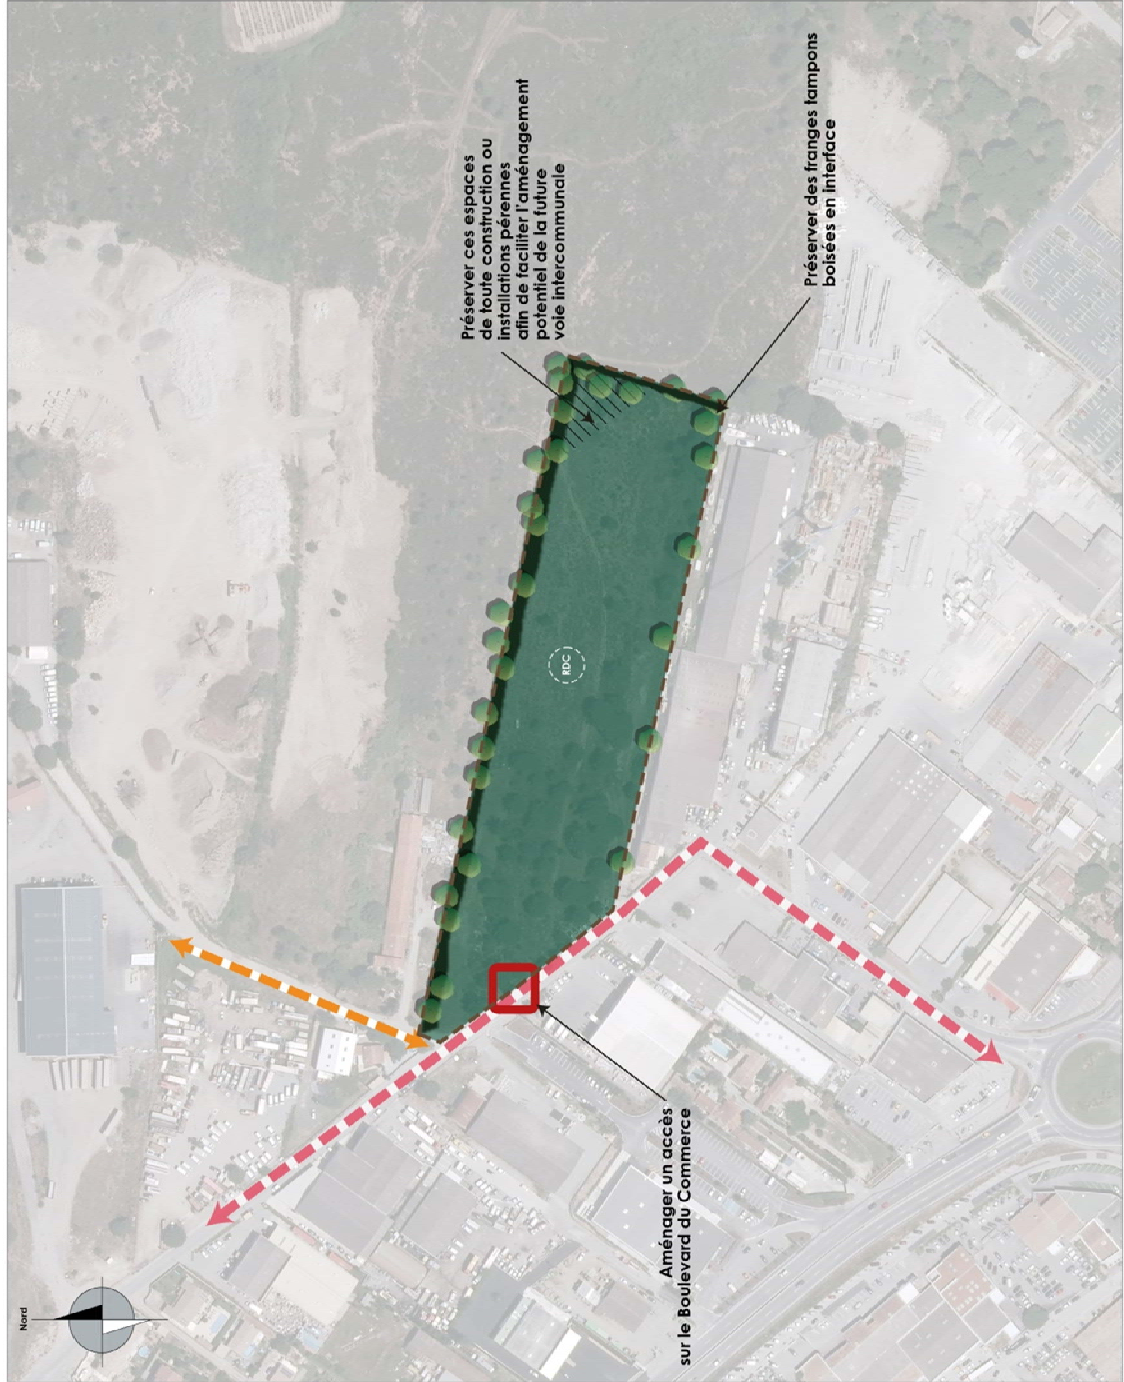 Préserver ces espaces
de toute construction ou
installations pérennes
afin de faciliter l'aménagement
potentiel de la future
voie intercommunale
Préserver des franges tampons
boisées en interface
RDC
Aménager un accès
sur le Boulevard du Commerce
Nord